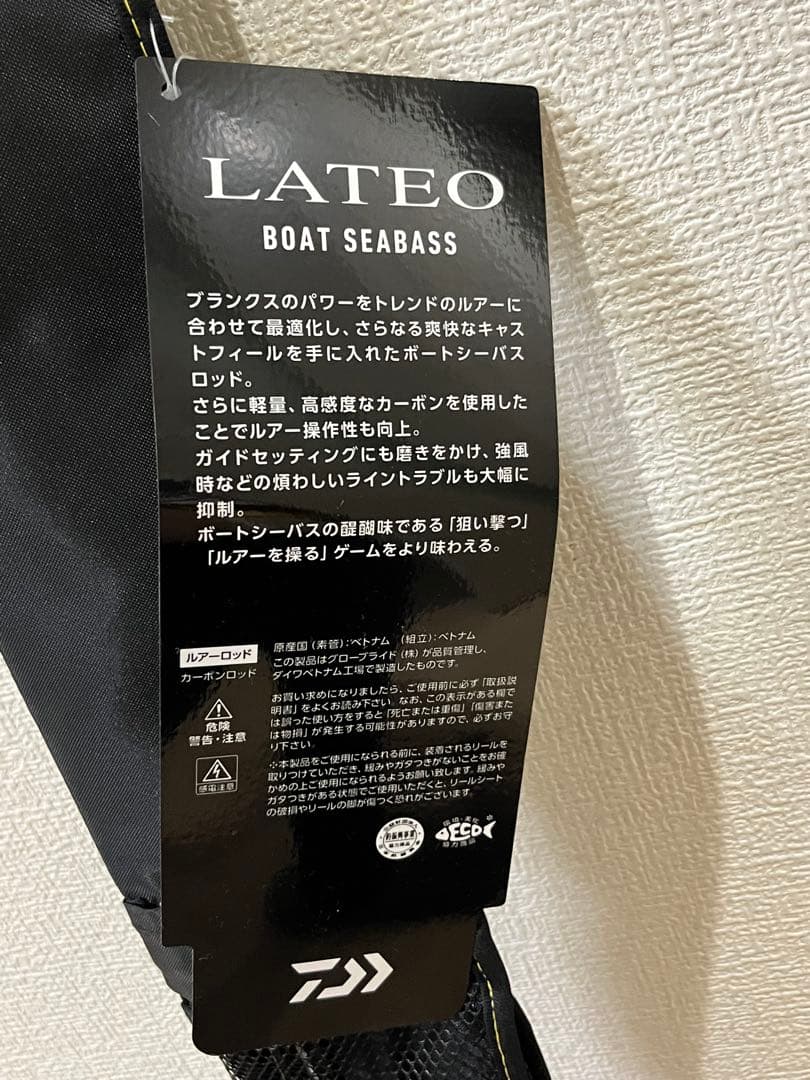 LATEO
BOAT SEABASS
ブランクスのパワーをトレンドのルアーに
合わせて最適化し、さらなる爽快なキャス
トフィールを手に入れたボートシーバス
ロッド。
さらに軽量、高感度なカーボンを使用した
ことでルアー操作性も向上。
ガイドセッティングにも磨きをかけ、強風
時などの煩わしいライントラブルも大幅に
抑制。
ボートシーバスの醍醐味である「狙い撃つ」
「ルアーを操る」ゲームをより味わえる。
ルアーロッド
カーボンロッド
原産国(素管):ベトナム (組立):ベトナム
この製品はグローブライド(株)が品質管理し、
ダイワベトナム工場で製造したものです。
危険
警告・注意
感電注意
お買い求めになりましたら、ご使用前に必ず「取扱説
明書」をよくお読み下さい。なお、この表示がある欄で
は誤った使い方をすると「死亡または重傷」「傷害また
は物損」が発生する可能性がありますので、必ずお守
り下さい。
※本製品をご使用になられる前に、装着されるリールを
取りつけていただき、緩みやガタつきがないことをお確
かめの上ご使用になられるようお願い致します。緩みや
ガタつきがある状態でご使用いただくと、リールシート
の破損やリールの脚が傷つく恐れがございます。
環境・美化
ECO
協力商品